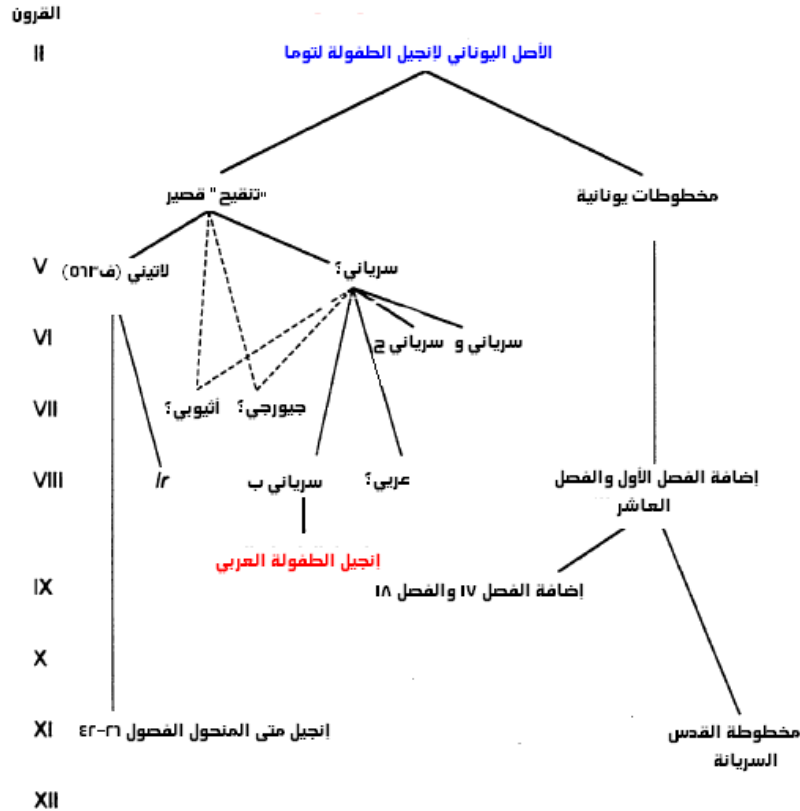 القرون
II
الأصل اليوناني لإنجيل الطفولة لتوما
"تنقيح" قصير
مخطوطات يونانية
V
سرياني؟
لاتيني (ف٥٦٣")
VI
سرياني و
سرياني ح
VII
جيورجي؟
أثيوبي؟
VIII
إضافة الفصل الأول والفصل
العاشر
عربي؟
سرياني ب
Ir
إنجيل الطفولة العربي
IX
إضافة الفصل ١٧ والفصل ١٨
X
XI
مخطوطة القدس
السريانة
إنجيل متى المنحول الفصول ٢٦-٤٢
XII